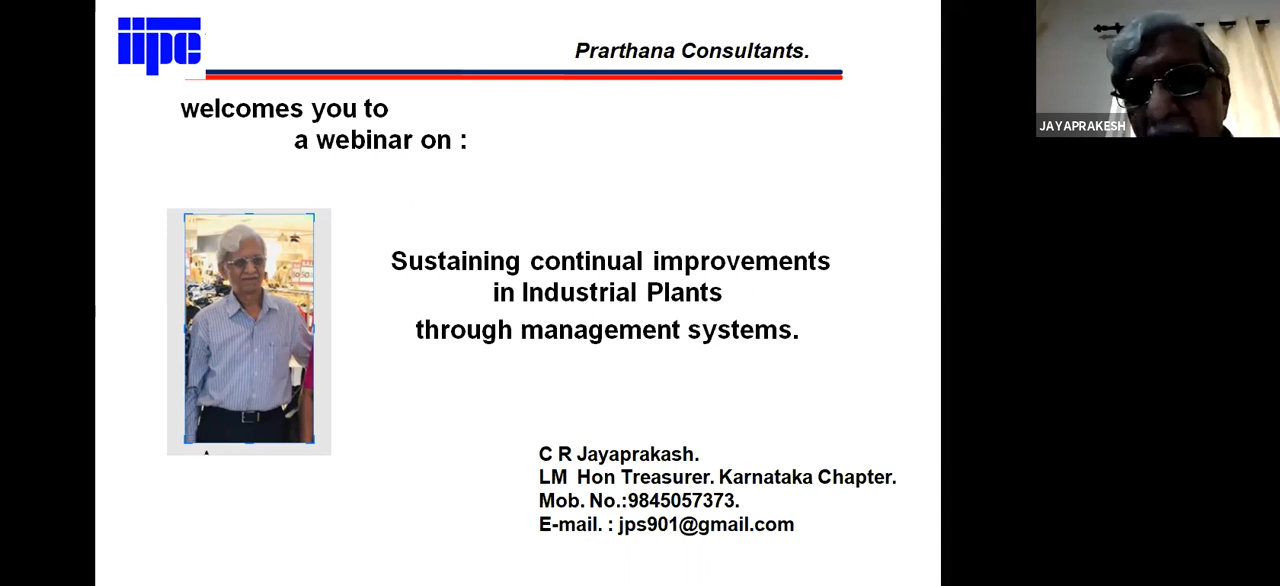 iipe
Prarthana Consultants.
JAYAPRAKESH
welcomes you to
a webinar on :
Sustaining continual improvements
in Industrial Plants
through management systems.
C R Jayaprakash.
LM Hon Treasurer. Karnataka Chapter.
Mob. No.:9845057373.
E-mail. : jps901@gmail.com